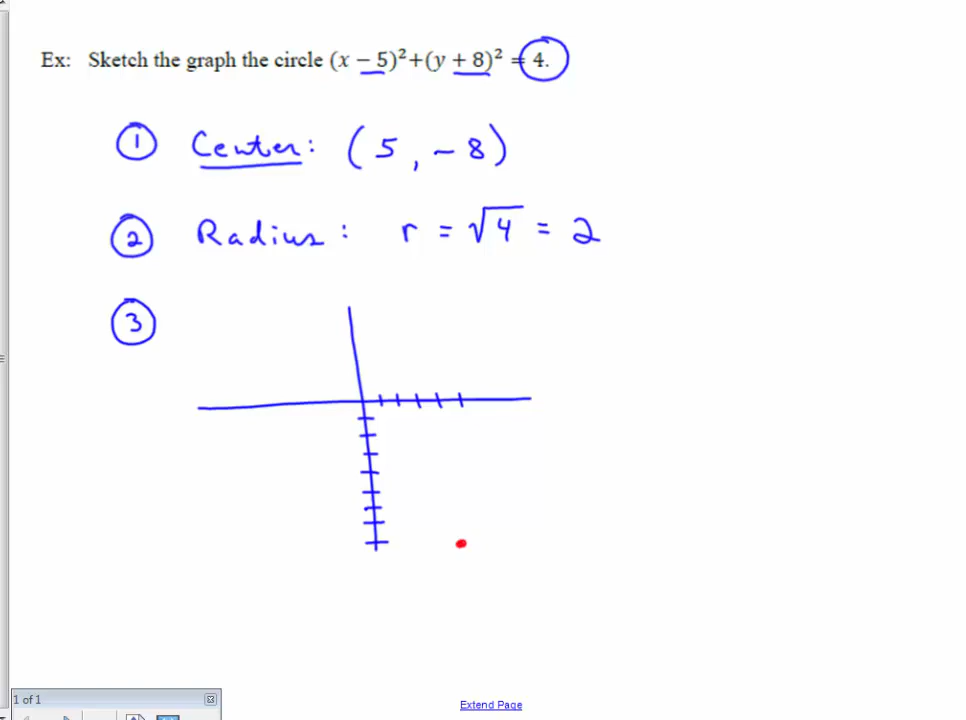 Ex: Sketch the graph the circle (x − 5)²+(y + 8)² = 4.
① Center: (5, −8)
② Radius: r = √4 = 2
③
1 of 1
Extend Page